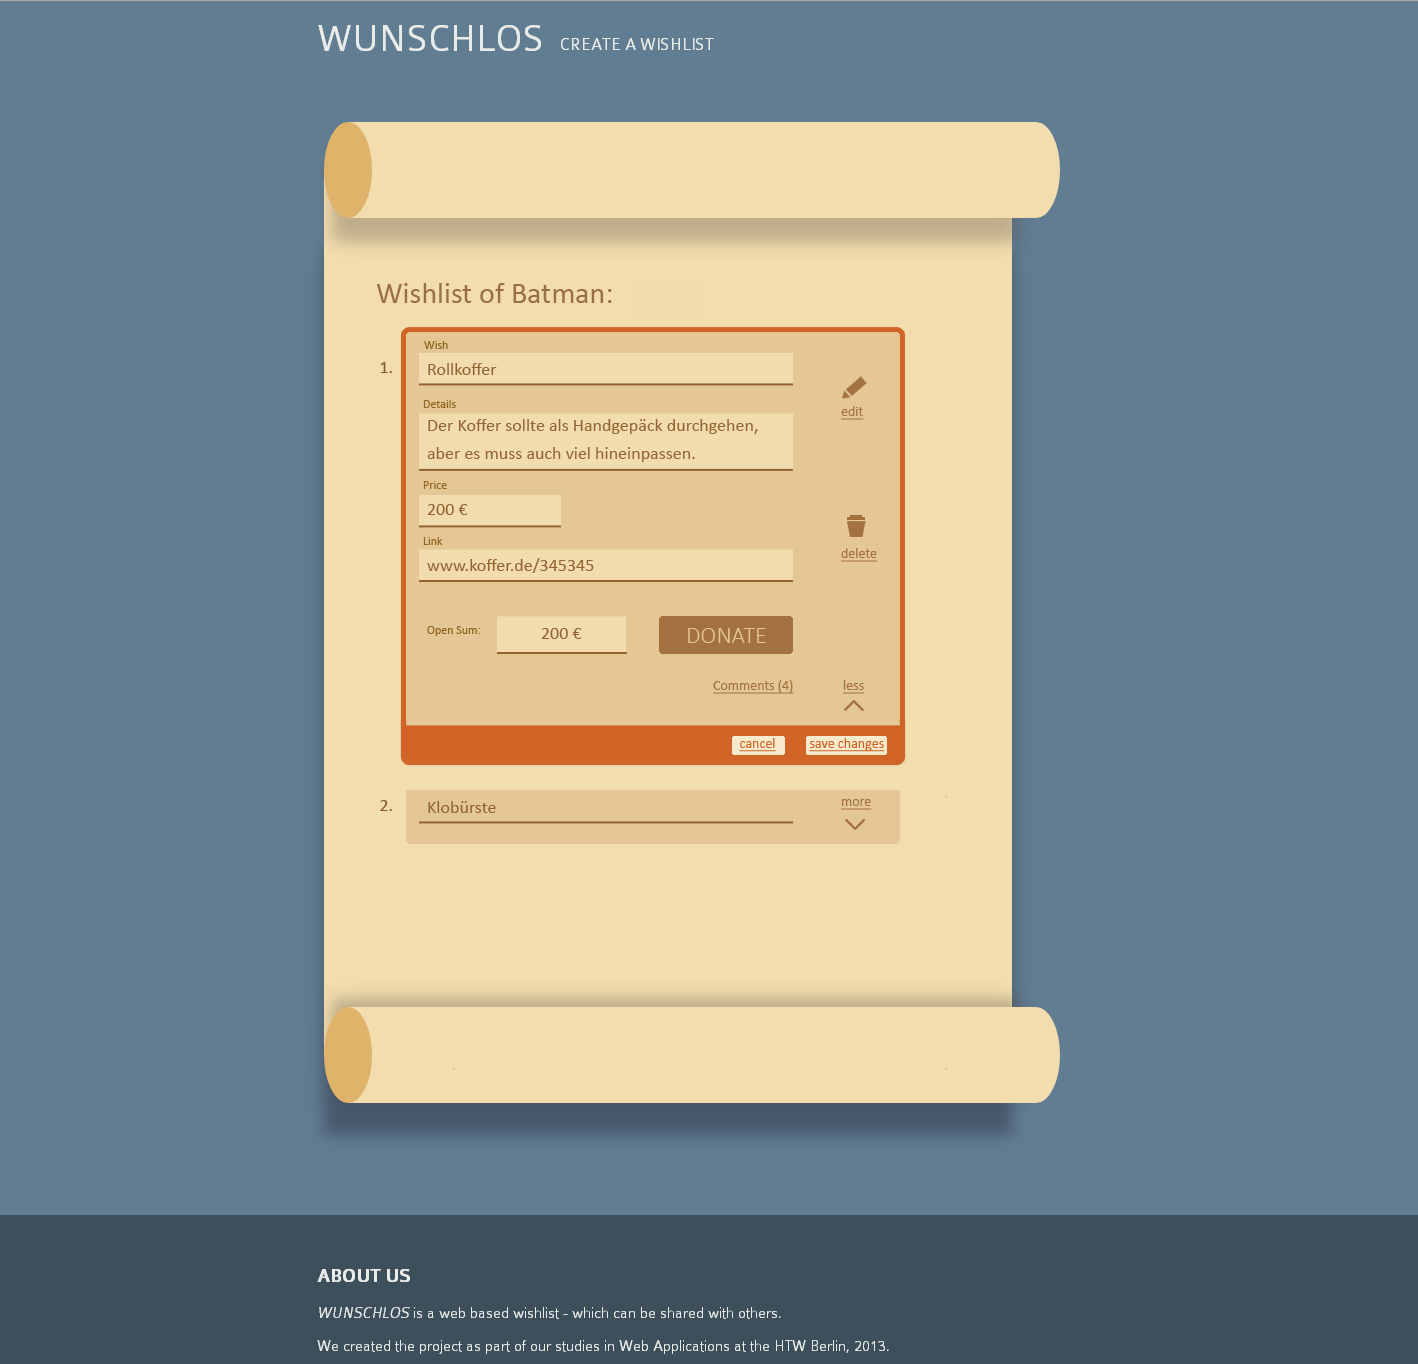 WUNSCHLOS CREATE A WISHLIST
Wishlist of Batman:
1.
Wish
Rollkoffer
edit
Details
Der Koffer sollte als Handgepäck durchgehen,
aber es muss auch viel hineinpassen.
Price
200 €
delete
Link
www.koffer.de/345345
Open Sum: 200 € DONATE
Comments (4) less
cancel save changes
2. Klobürste more
ABOUT US
WUNSCHLOS is a web based wishlist - which can be shared with others.
We created the project as part of our studies in Web Applications at the HTW Berlin, 2013.